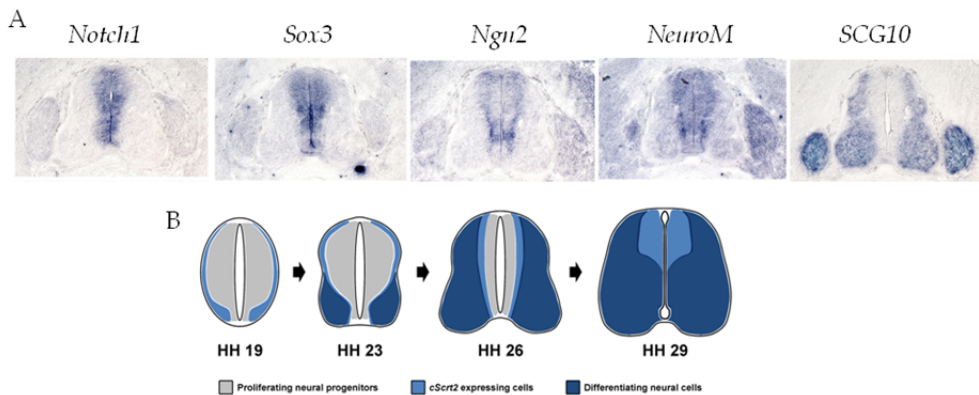 A
Notch1 Sox3 Ngn2 NeuroM SCG10
B
HH 19 HH 23 HH 26 HH 29
Proliferating neural progenitors cScrt2 expressing cells Differentiating neural cells